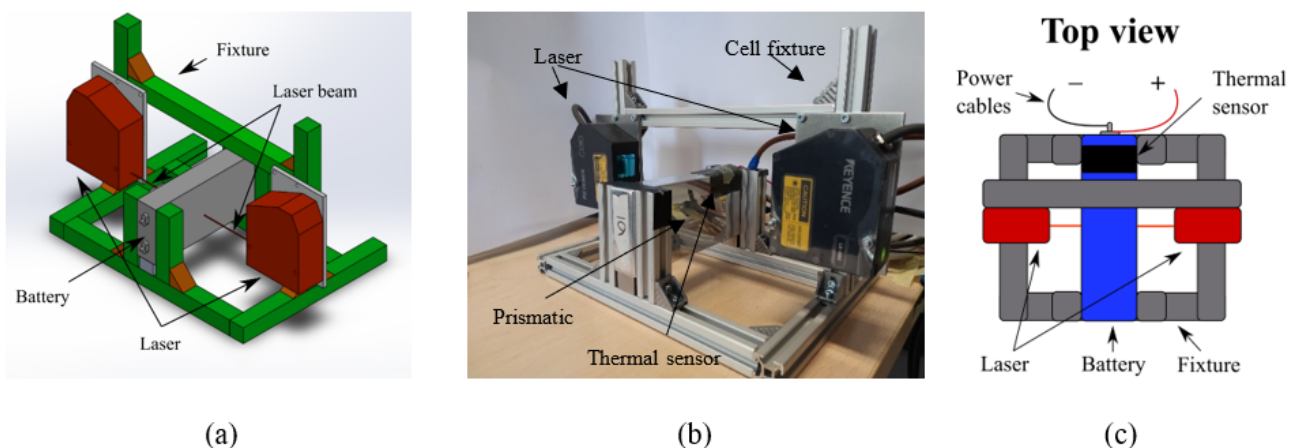 Fixture
Laser beam
Battery
Laser
(a)
Laser
Cell fixture
KEYENCE
CAUTION
Prismatic
Thermal sensor
(b)
Top view
Power
cables
−
+
Thermal
sensor
Laser
Battery
Fixture
(c)